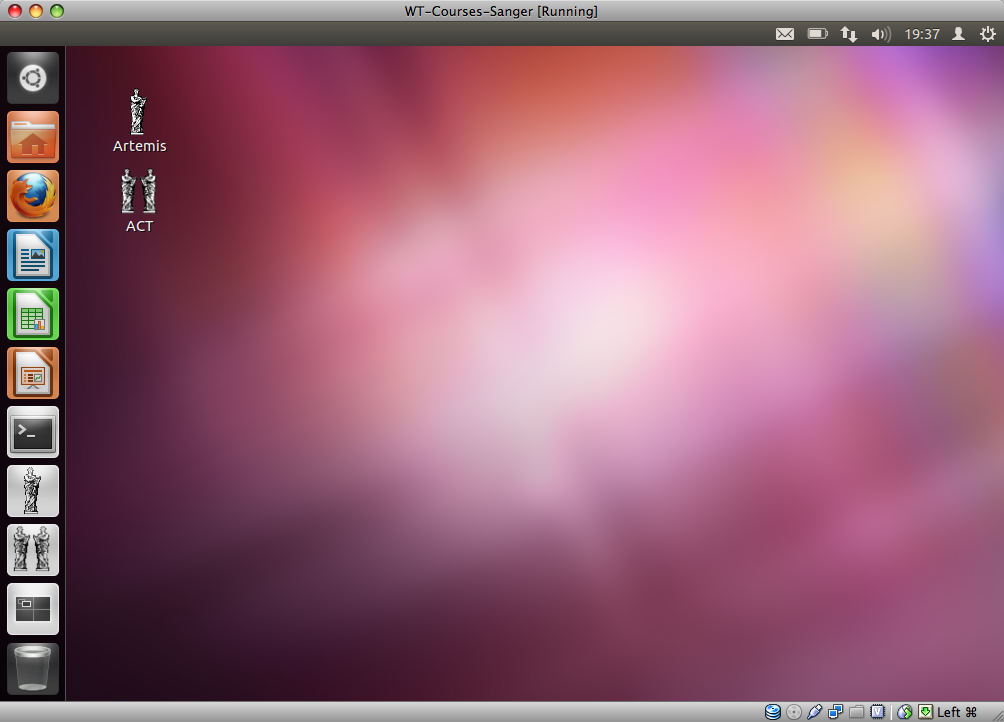 WT-Courses-Sanger [Running]
19:37
Artemis
ACT
>_
Left ⌘